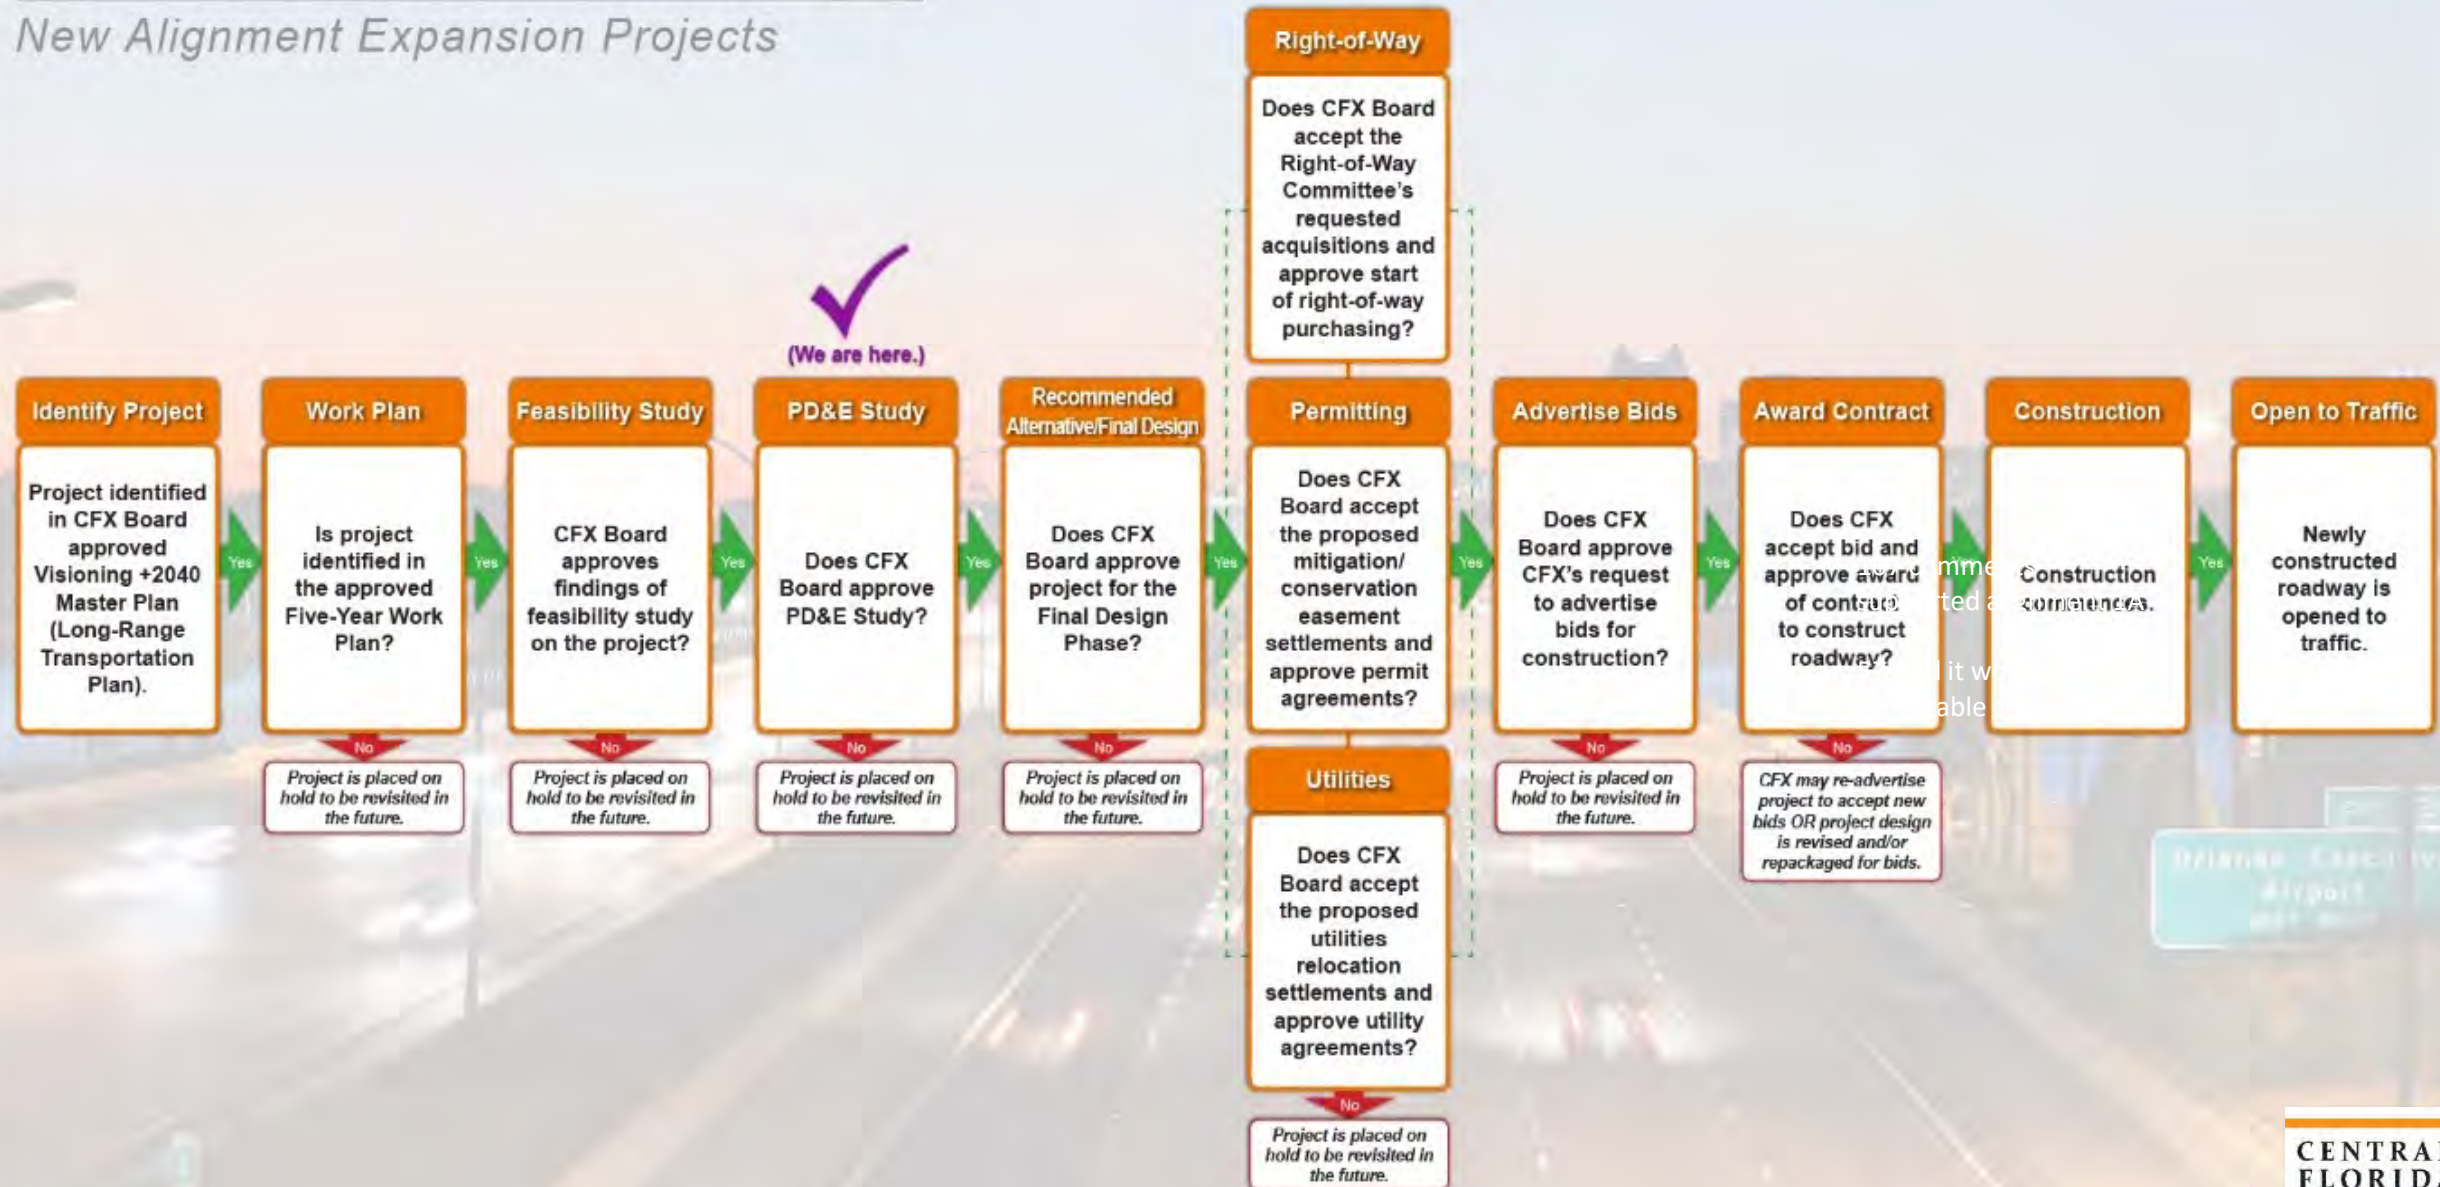 New Alignment Expansion Projects
Right-of-Way
Does CFX Board
accept the
Right-of-Way
Committee's
requested
acquisitions and
approve start
of right-of-way
purchasing?
(We are here.)
Identify Project
Project identified
in CFX Board
approved
Visioning +2040
Master Plan
(Long-Range
Transportation
Plan).
Yes
Work Plan
Is project
identified in
the approved
Five-Year Work
Plan?
No
Project is placed on
hold to be revisited in
the future.
Yes
Feasibility Study
CFX Board
approves
findings of
feasibility study
on the project?
No
Project is placed on
hold to be revisited in
the future.
Yes
PD&E Study
Does CFX
Board approve
PD&E Study?
No
Project is placed on
hold to be revisited in
the future.
Yes
Recommended
Alternative/Final Design
Does CFX
Board approve
project for the
Final Design
Phase?
No
Project is placed on
hold to be revisited in
the future.
Yes
Permitting
Does CFX
Board accept
the proposed
mitigation/
conservation
easement
settlements and
approve permit
agreements?
Utilities
Does CFX
Board accept
the proposed
utilities
relocation
settlements and
approve utility
agreements?
No
Project is placed on
hold to be revisited in
the future.
Yes
Advertise Bids
Does CFX
Board approve
CFX's request
to advertise
bids for
construction?
No
Project is placed on
hold to be revisited in
the future.
Yes
Award Contract
Does CFX
accept bid and
approve award
of contract
to construct
roadway?
No
CFX may re-advertise
project to accept new
bids OR project design
is revised and/or
repackaged for bids.
Yes
Construction
Construction
commences.
Yes
Open to Traffic
Newly
constructed
roadway is
opened to
traffic.
Airport
CENTRAL
FLORIDA